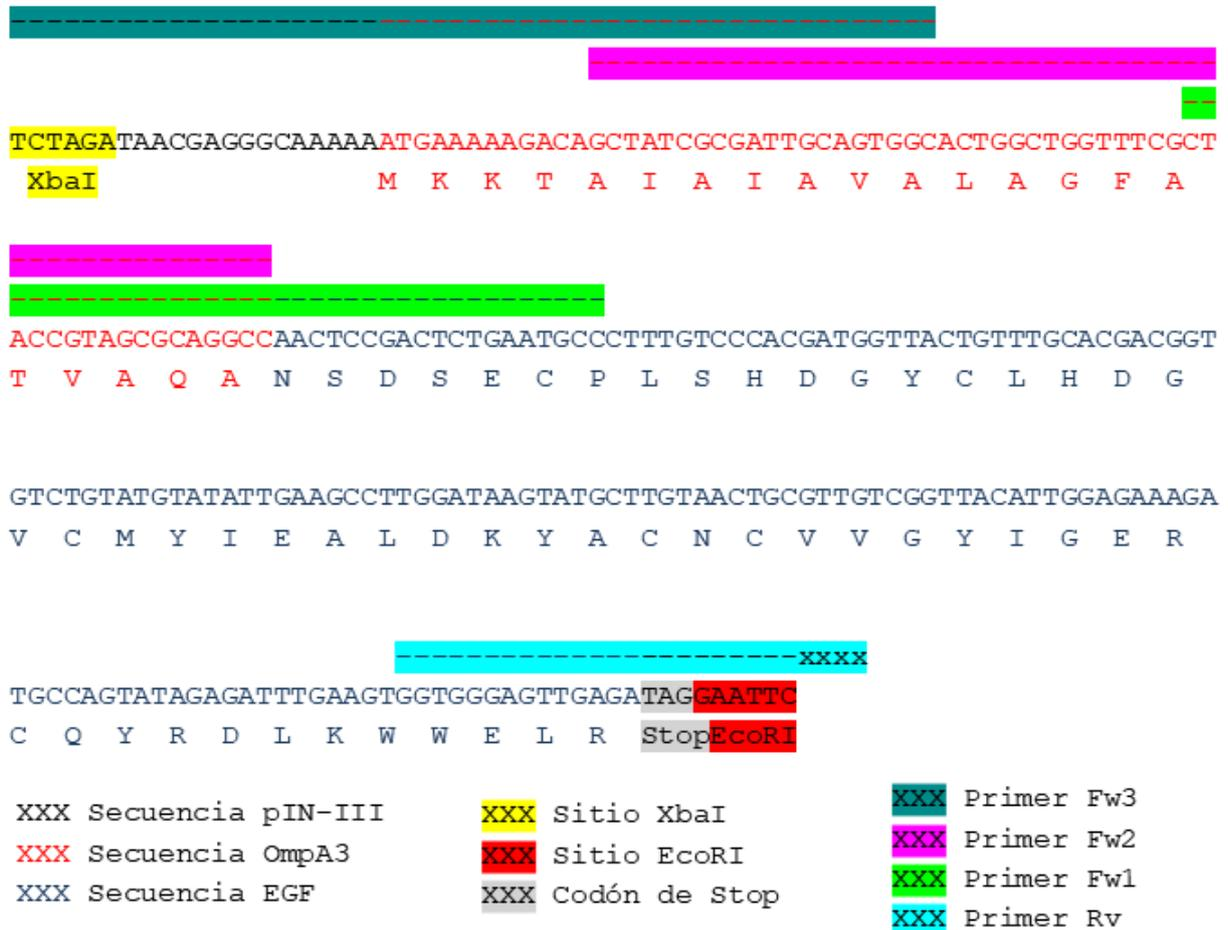 TCTAGATAACGAGGGCAAAAAATGAAAAAGACAGCTATCGCGATTGCAGTGGCACTGGCTGGTTTCGCT
XbaI M K K T A I A I A V A L A G F A
ACCGTAGCGCAGGCCAACTCCGACTCTGAATGCCCTTTGTCCCACGATGGTTACTGTTTGCACGACGGT
T V A Q A N S D S E C P L S H D G Y C L H D G
GTCTGTATGTATATTGAAGCCTTGGATAAGTATGCTTGTAACTGCGTTGTCGGTTACATTGGAGAAAGA
V C M Y I E A L D K Y A C N C V V G Y I G E R
-----------------------xxxx
TGCCAGTATAGAGATTTGAAGTGGTGGGAGTTGAGATAGGAATTC
C Q Y R D L K W W E L R StopEcoRI
XXX Secuencia pIN-III
XXX Secuencia OmpA3
XXX Secuencia EGF
XXX Sitio XbaI
XXX Sitio EcoRI
XXX Codón de Stop
XXX Primer Fw3
XXX Primer Fw2
XXX Primer Fw1
XXX Primer Rv